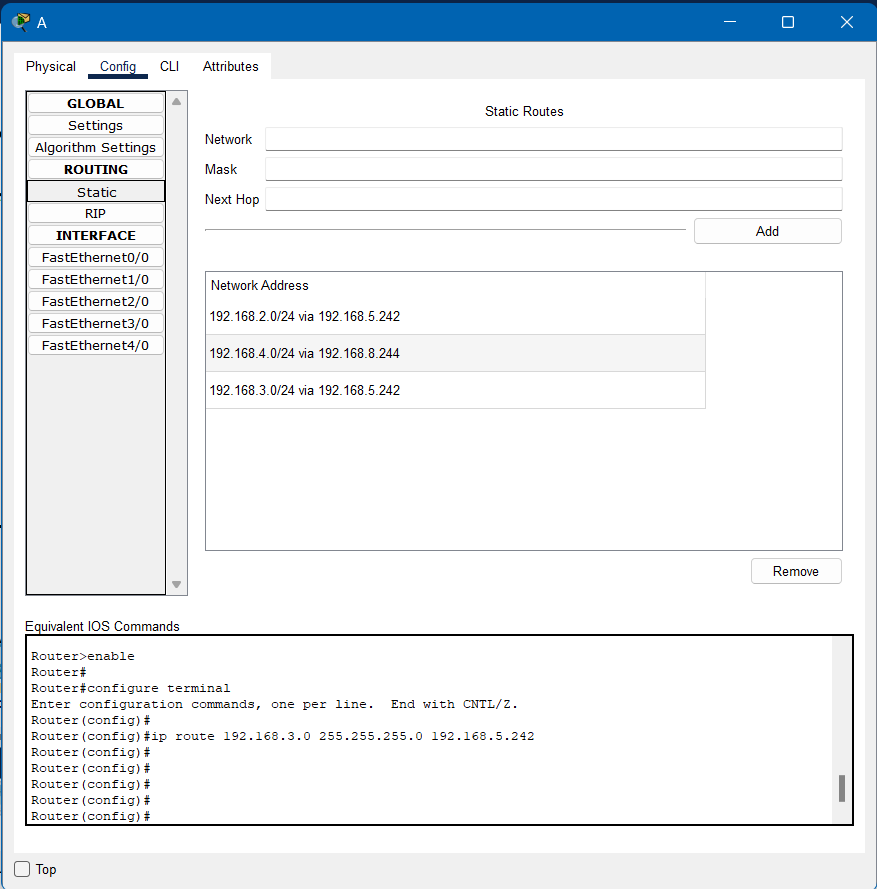 A
Physical Config CLI Attributes
GLOBAL
Settings
Algorithm Settings
ROUTING
Static
RIP
INTERFACE
FastEthernet0/0
FastEthernet1/0
FastEthernet2/0
FastEthernet3/0
FastEthernet4/0
Static Routes
Network
Mask
Next Hop
Add
Network Address
192.168.2.0/24 via 192.168.5.242
192.168.4.0/24 via 192.168.8.244
192.168.3.0/24 via 192.168.5.242
Remove
Equivalent IOS Commands
Router>enable
Router#
Router#configure terminal
Enter configuration commands, one per line.  End with CNTL/Z.
Router(config)#
Router(config)#ip route 192.168.3.0 255.255.255.0 192.168.5.242
Router(config)#
Router(config)#
Router(config)#
Router(config)#
Router(config)#
Top